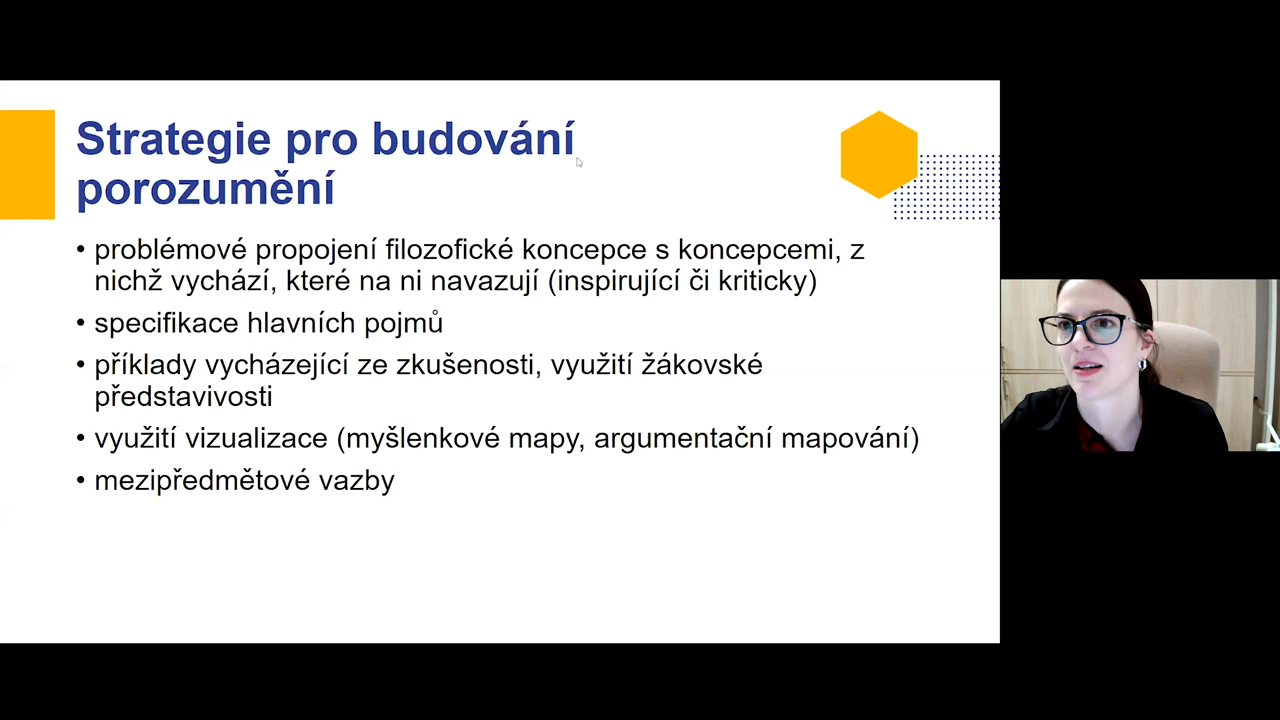 Strategie pro budování
porozumění
• problémové propojení filozofické koncepce s koncepcemi, z
nichž vychází, které na ni navazují (inspirující či kriticky)
• specifikace hlavních pojmů
• příklady vycházející ze zkušenosti, využití žákovské
představivosti
• využití vizualizace (myšlenkové mapy, argumentační mapování)
• mezipředmětové vazby